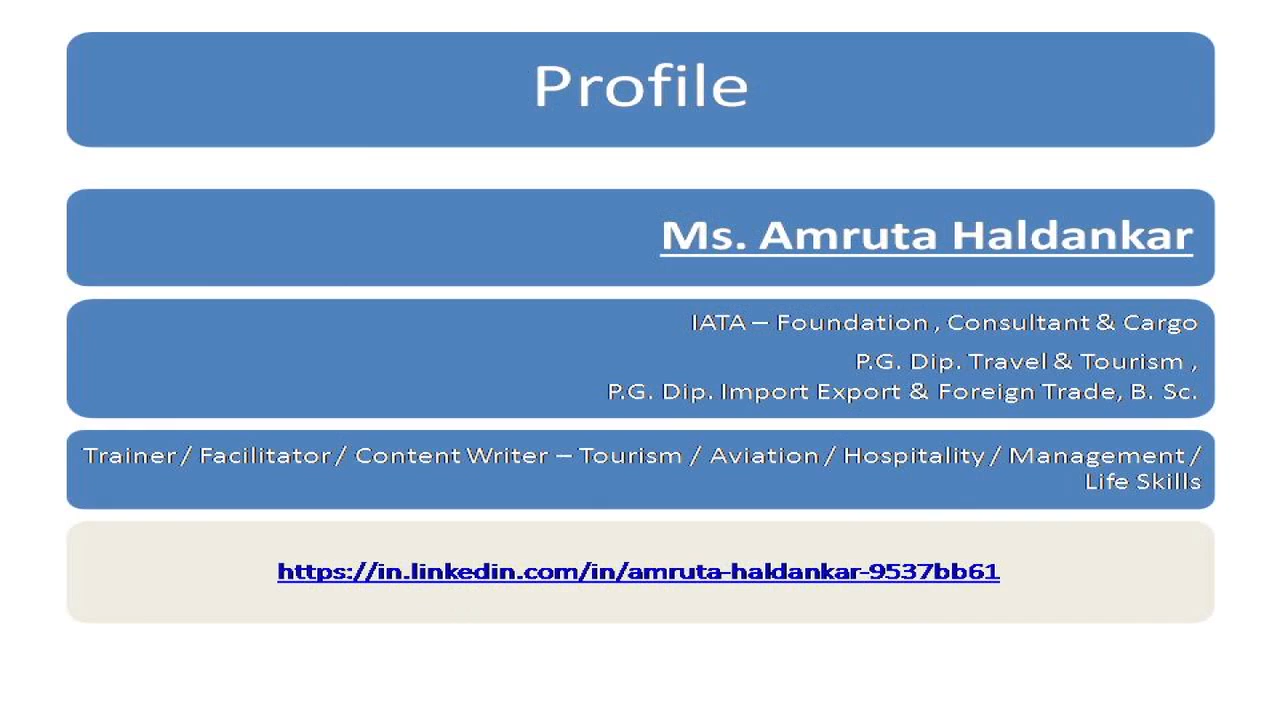 Profile
Ms. Amruta Haldankar
IATA – Foundation , Consultant & Cargo
P.G. Dip. Travel & Tourism ,
P.G. Dip. Import Export & Foreign Trade, B. Sc.
Trainer / Facilitator / Content Writer – Tourism / Aviation / Hospitality / Management /
Life Skills
https://in.linkedin.com/in/amruta-haldankar-9537bb61